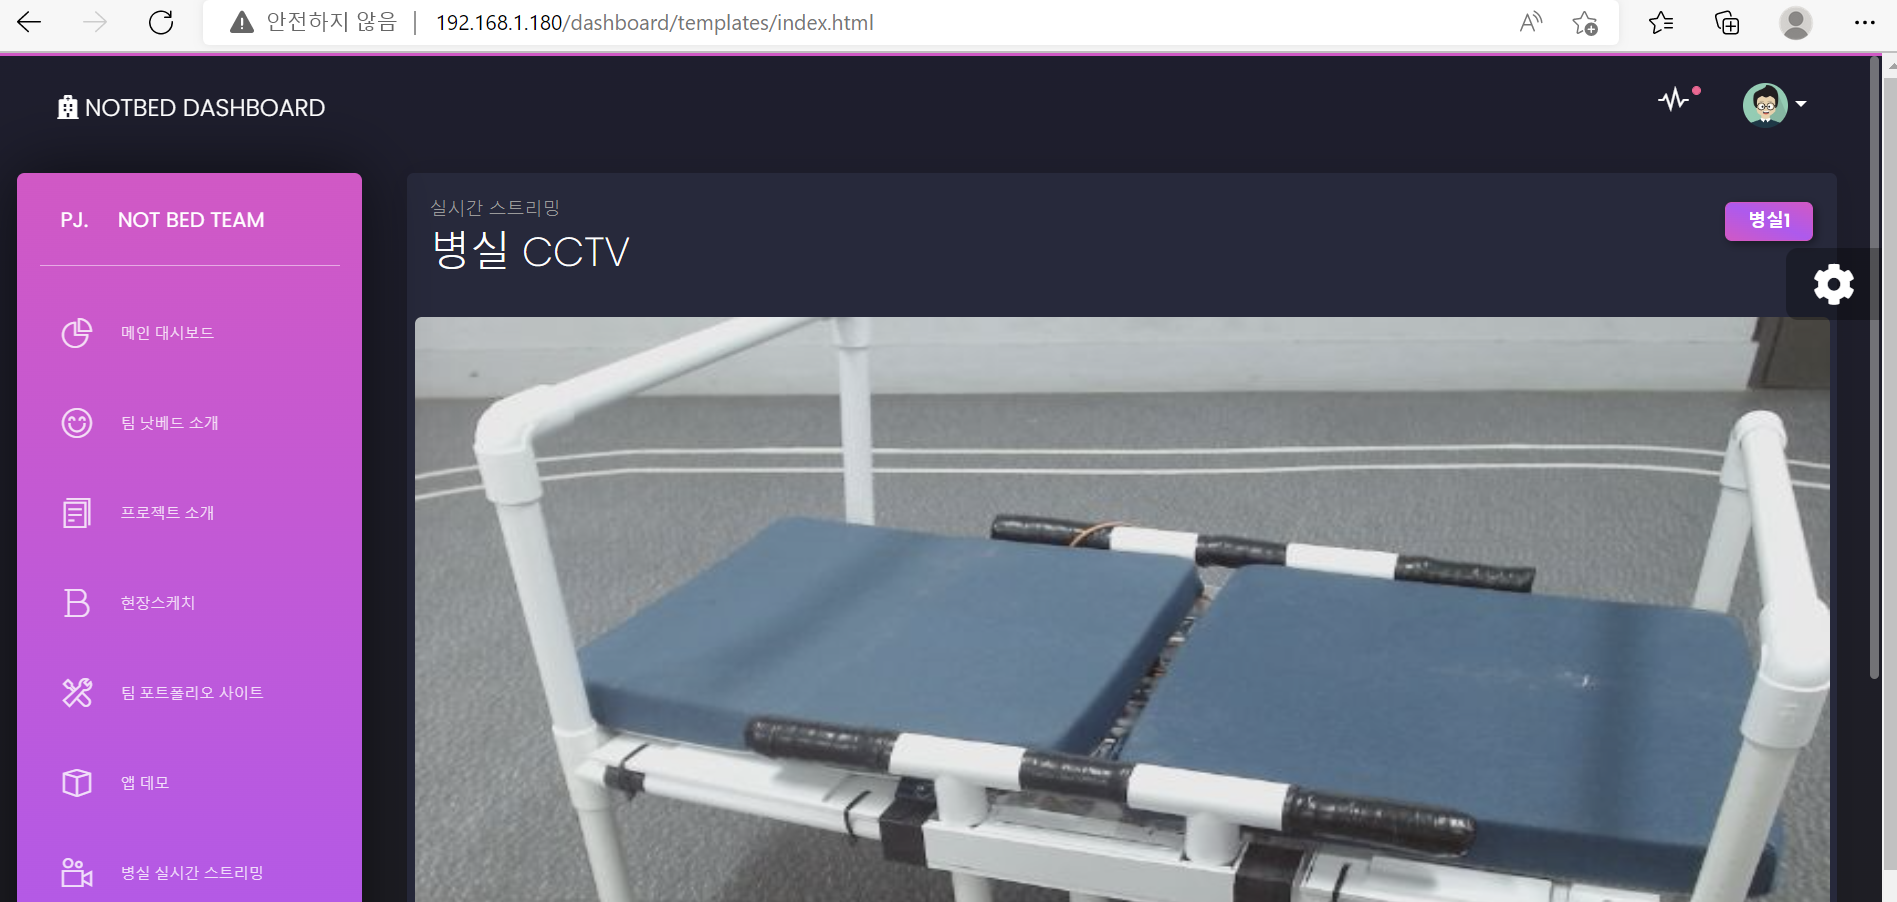 안전하지 않음 | 192.168.1.180/dashboard/templates/index.html
NOTBED DASHBOARD
PJ. NOT BED TEAM
메인 대시보드
팀 낫베드 소개
프로젝트 소개
현장스케치
팀 포트폴리오 사이트
앱 데모
병실 실시간 스트리밍
실시간 스트리밍
병실 CCTV
병실1